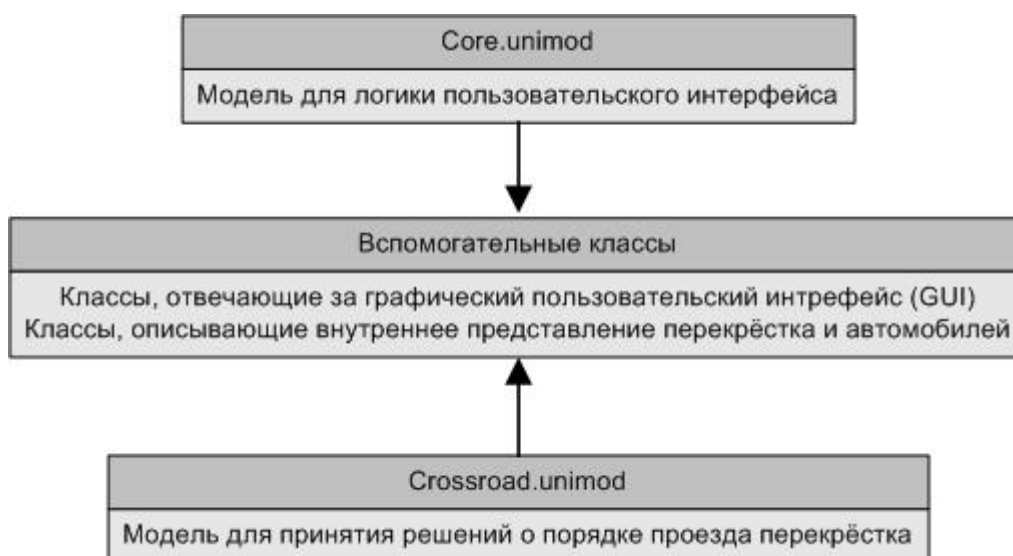 Core.unimod
Модель для логики пользовательского интерфейса
Вспомогательные классы
Классы, отвечающие за графический пользовательский интрефейс (GUI)
Классы, описывающие внутреннее представление перекрёстка и автомобилей
Crossroad.unimod
Модель для принятия решений о порядке проезда перекрёстка